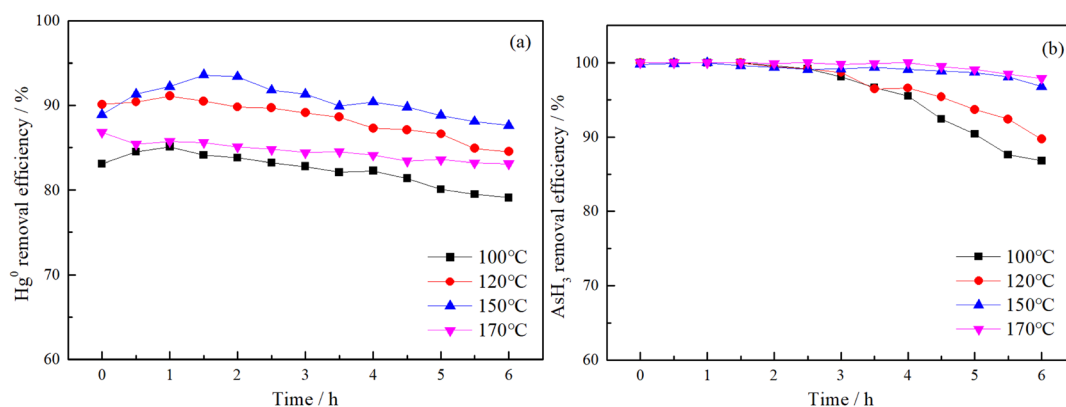 (a)
Hg⁰ removal efficiency / %
100
90
80
70
60
100°C
120°C
150°C
170°C
0 1 2 3 4 5 6
Time / h
(b)
AsH₃ removal efficiency / %
100
90
80
70
60
100°C
120°C
150°C
170°C
0 1 2 3 4 5 6
Time / h